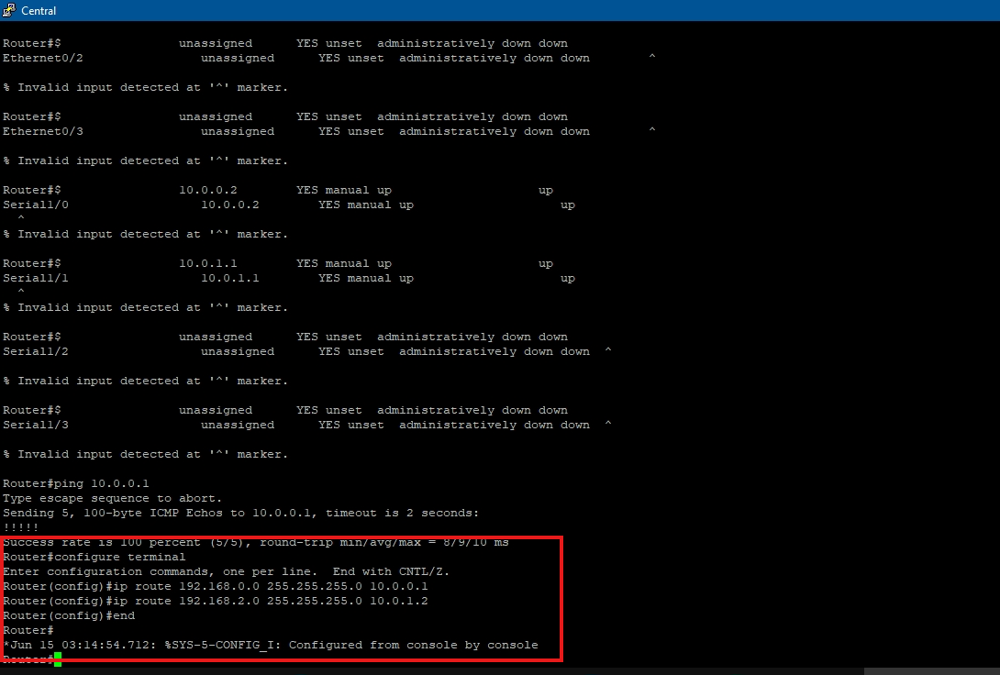 Central
Router#$                unassigned      YES unset  administratively down down
Ethernet0/2                unassigned      YES unset  administratively down down        ^
% Invalid input detected at '^' marker.
Router#$                unassigned      YES unset  administratively down down
Ethernet0/3                unassigned      YES unset  administratively down down        ^
% Invalid input detected at '^' marker.
Router#$                10.0.0.2        YES manual up                    up
Serial1/0                  10.0.0.2        YES manual up                    up
^
% Invalid input detected at '^' marker.
Router#$                10.0.1.1        YES manual up                    up
Serial1/1                  10.0.1.1        YES manual up                    up
^
% Invalid input detected at '^' marker.
Router#$                unassigned      YES unset  administratively down down
Serial1/2                  unassigned      YES unset  administratively down down  ^
% Invalid input detected at '^' marker.
Router#$                unassigned      YES unset  administratively down down
Serial1/3                  unassigned      YES unset  administratively down down  ^
% Invalid input detected at '^' marker.
Router#ping 10.0.0.1
Type escape sequence to abort.
Sending 5, 100-byte ICMP Echos to 10.0.0.1, timeout is 2 seconds:
!!!!!
Success rate is 100 percent (5/5), round-trip min/avg/max = 8/9/10 ms
Router#configure terminal
Enter configuration commands, one per line.  End with CNTL/Z.
Router(config)#ip route 192.168.0.0 255.255.255.0 10.0.0.1
Router(config)#ip route 192.168.2.0 255.255.255.0 10.0.1.2
Router(config)#end
Router#
*Jun 15 03:14:54.712: %SYS-5-CONFIG_I: Configured from console by console
Router#